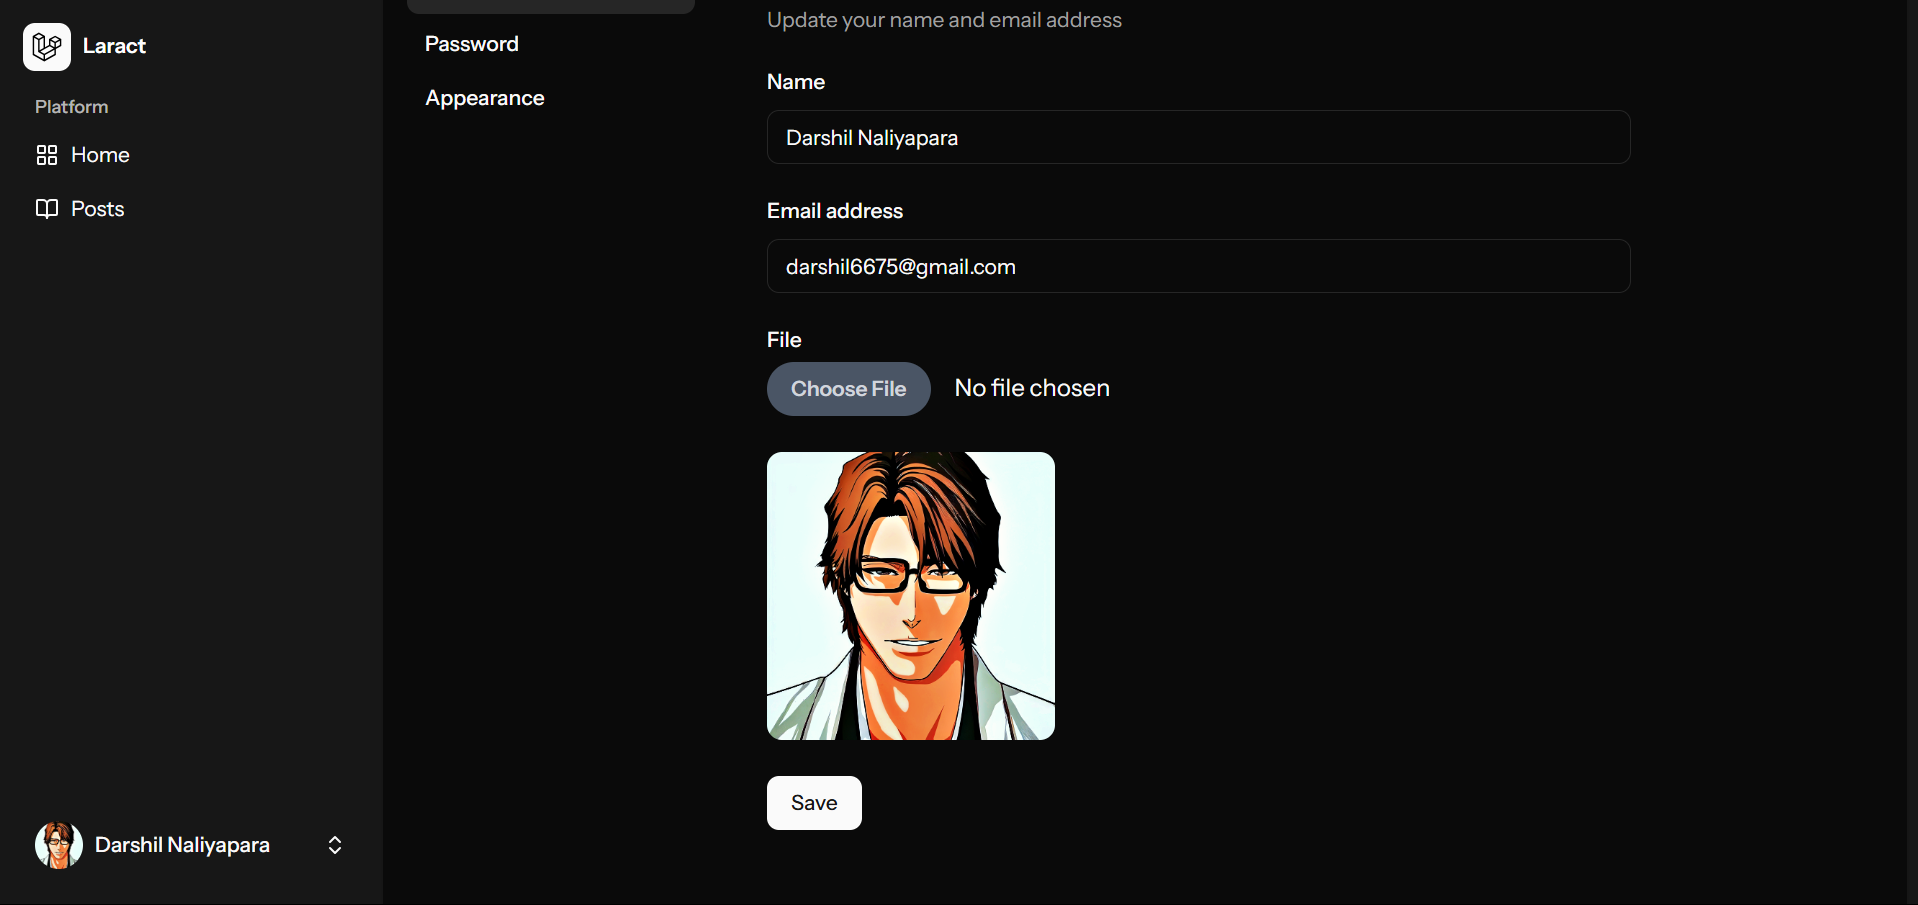 Laract
Platform
Home
Posts
Darshil Naliyapara
Password
Appearance
Update your name and email address
Name
Darshil Naliyapara
Email address
darshil6675@gmail.com
File
Choose File No file chosen
Save